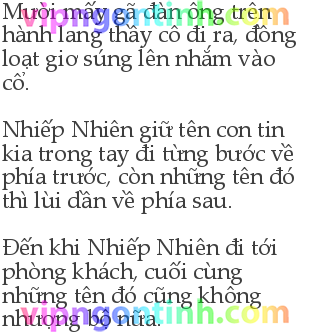 Mười mấy gã đàn ông trên
hành lang thấy cô đi ra, đồng
loạt giơ súng lên nhắm vào
cổ.
Nhiếp Nhiên giữ tên con tin
kia trong tay đi từng bước về
phía trước, còn những tên đó
thì lùi dần về phía sau.
Đến khi Nhiếp Nhiên đi tới
phòng khách, cuối cùng
những tên đó cũng không
nhượng bộ nữa.
vipngontinh.com